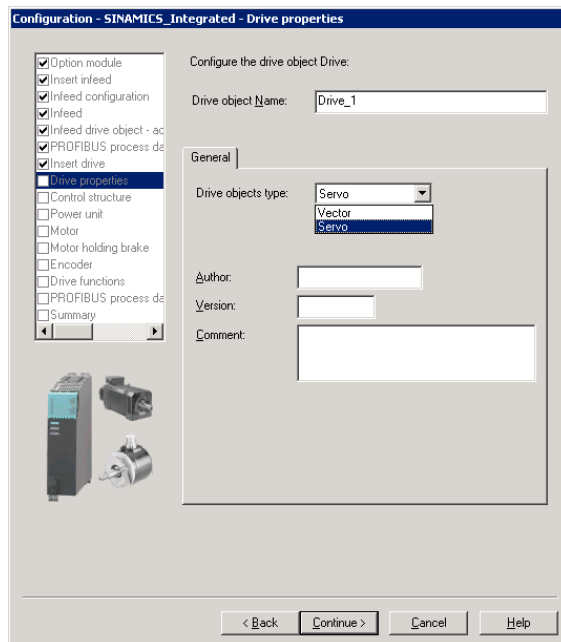 Configuration - SINAMICS_Integrated - Drive properties
Option module
Insert infeed
Infeed configuration
Infeed
Infeed drive object - ac
PROFIBUS process da
Insert drive
Drive properties
Control structure
Power unit
Motor
Motor holding brake
Encoder
Drive functions
PROFIBUS process da
Summary
Configure the drive object Drive:
Drive object Name: Drive_1
General
Drive objects type: Servo
Vector
Servo
Author:
Version:
Comment:
< Back Continue > Cancel Help